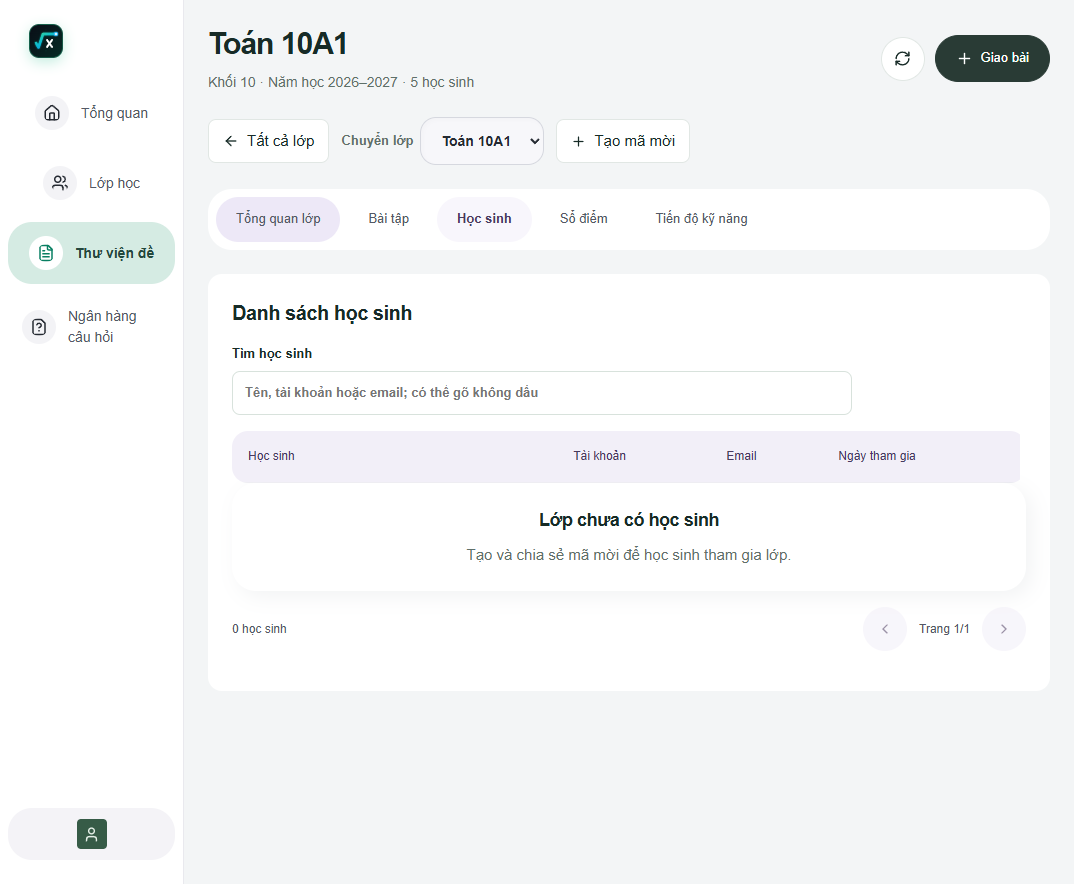 √x
Tổng quan
Lớp học
Thư viện đề
Ngân hàng
câu hỏi
Toán 10A1
Khối 10 · Năm học 2026–2027 · 5 học sinh
Giao bài
Tất cả lớp
Chuyển lớp
Toán 10A1
Tạo mã mời
Tổng quan lớp
Bài tập
Học sinh
Sổ điểm
Tiến độ kỹ năng
Danh sách học sinh
Tìm học sinh
Tên, tài khoản hoặc email; có thể gõ không dấu
Học sinh
Tài khoản
Email
Ngày tham gia
Lớp chưa có học sinh
Tạo và chia sẻ mã mời để học sinh tham gia lớp.
0 học sinh
Trang 1/1